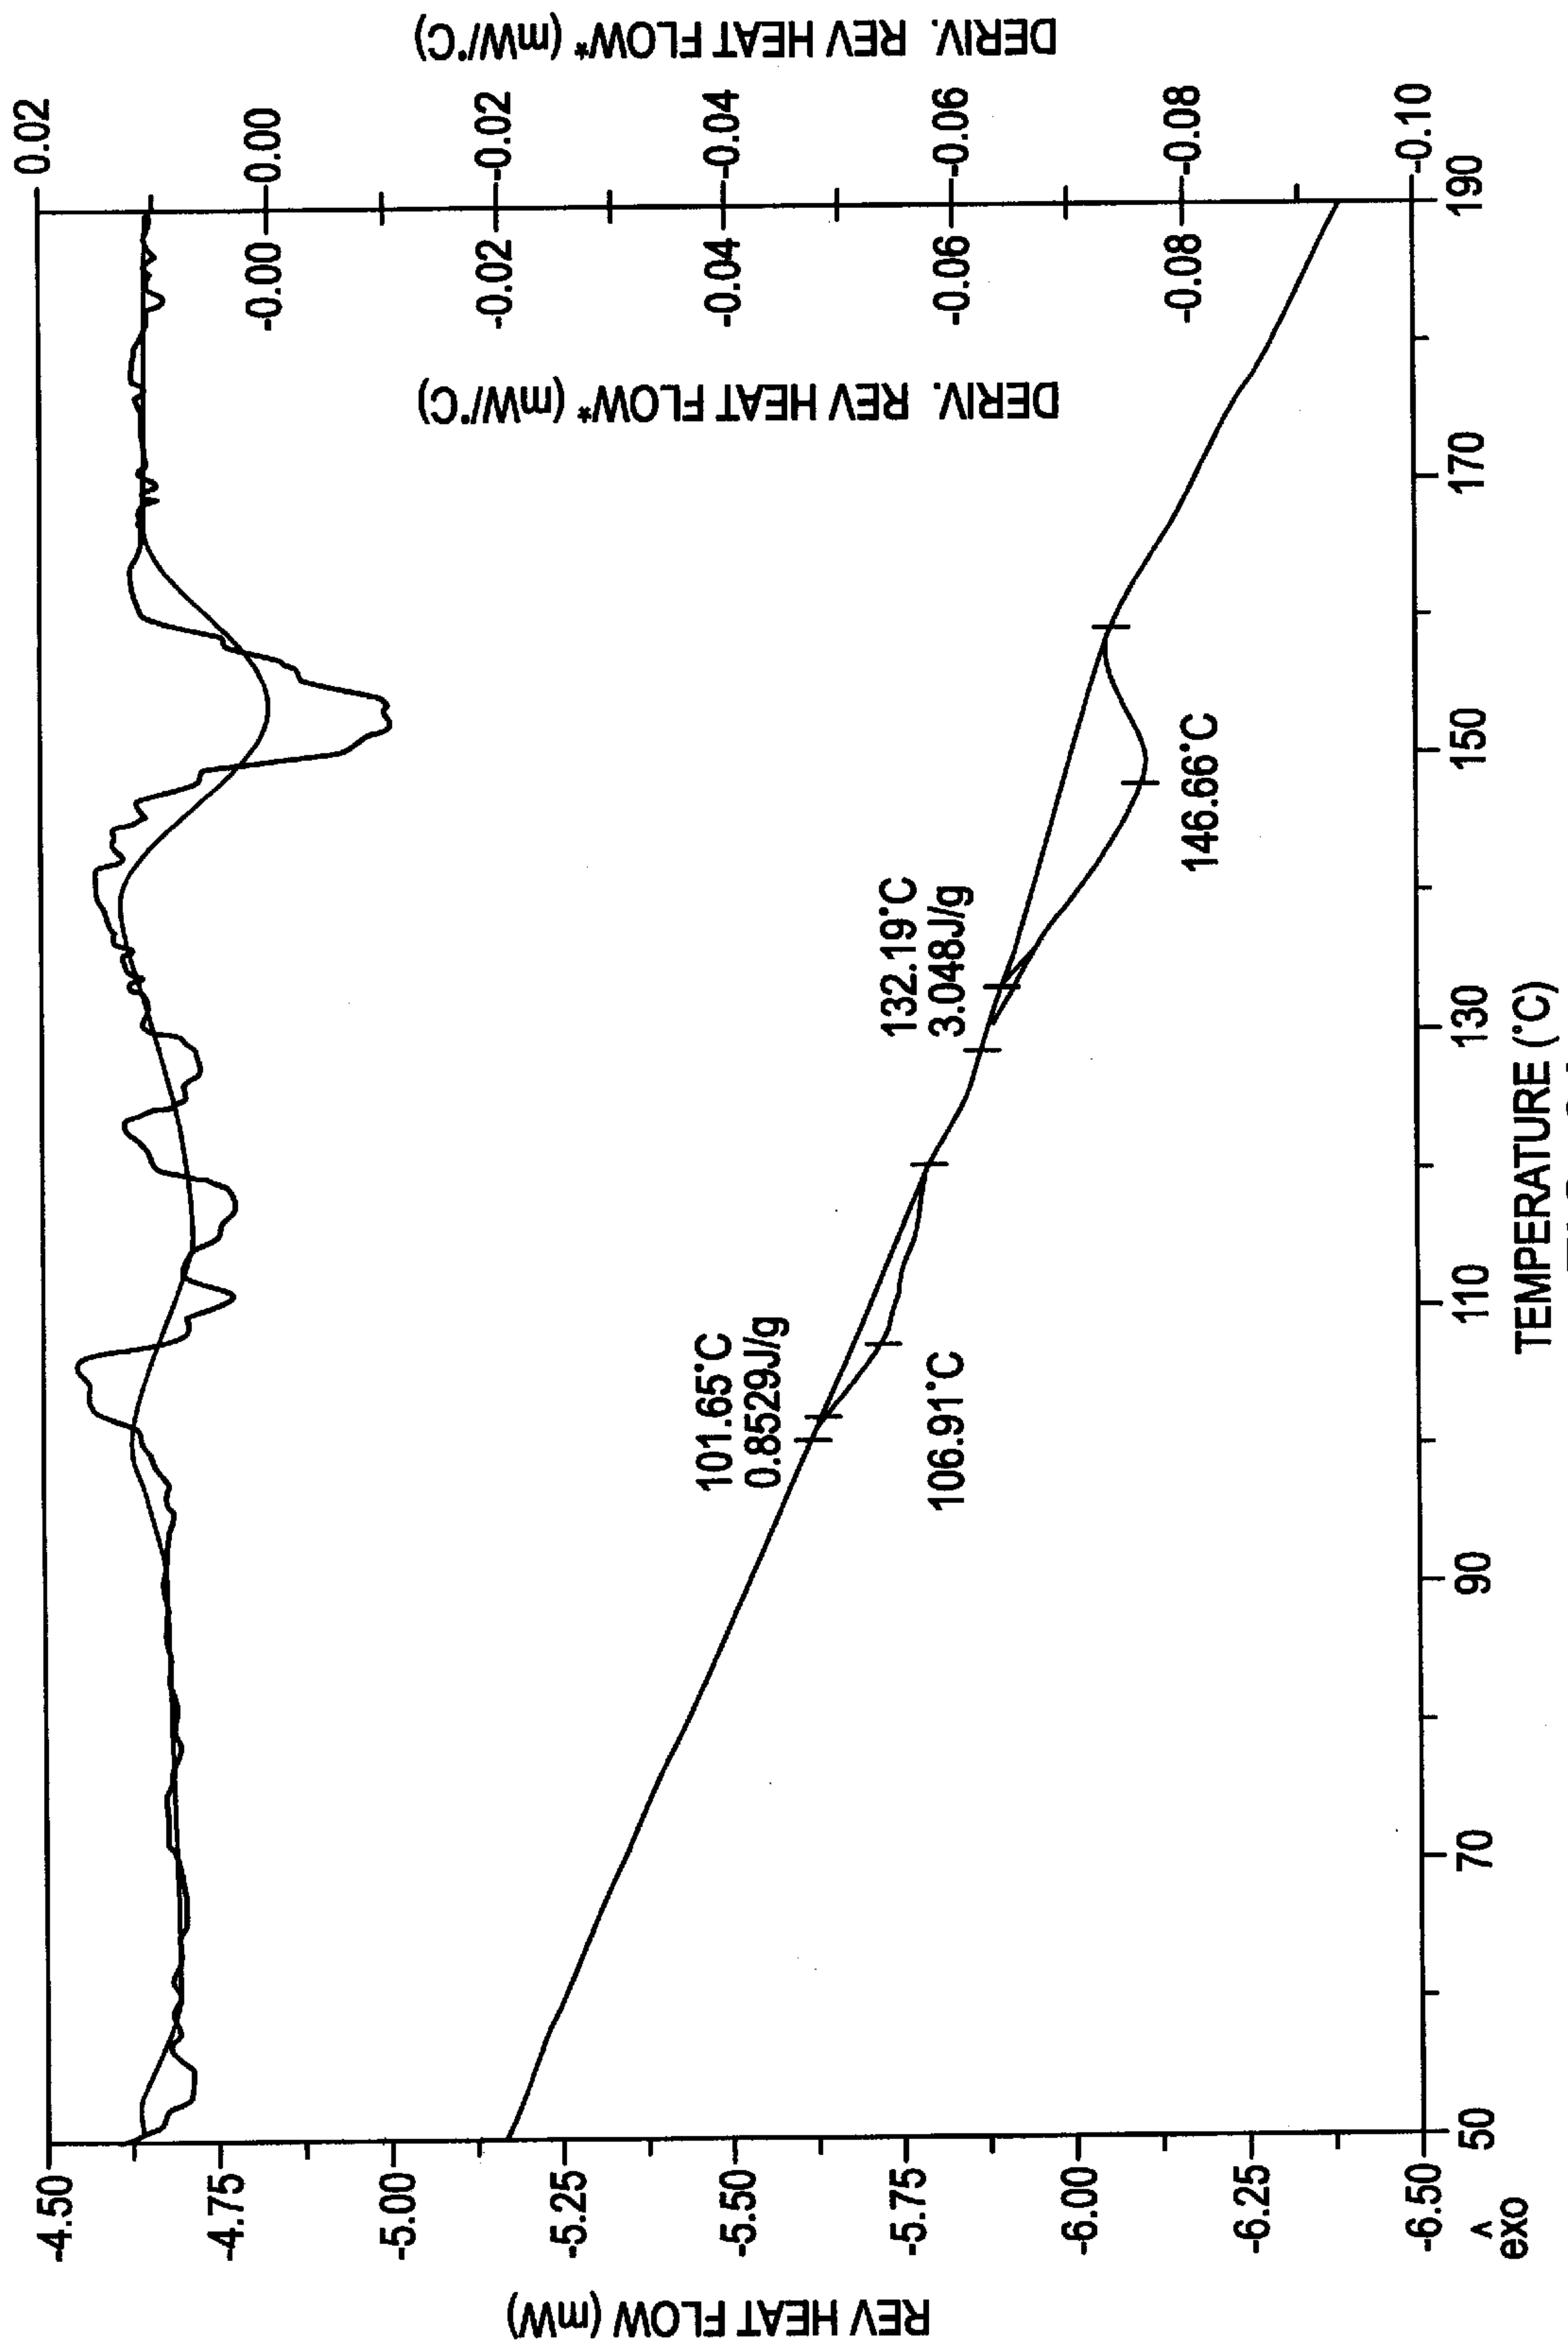 -4.50
-4.75
-5.00
-5.25
-5.50
-5.75
-6.00
-6.25
-6.50
^
exo
REV HEAT FLOW (mW)
101.65°C
0.8529J/g
106.91°C
132.19°C
3.048J/g
146.66°C
50
70
90
110
130
150
170
190
TEMPERATURE (°C)
-0.00
-0.02
-0.04
-0.06
-0.08
DERIV. REV HEAT FLOW* (mW/°C)
0.02
-0.00
-0.02
-0.04
-0.06
-0.08
-0.10
DERIV. REV HEAT FLOW* (mW/°C)